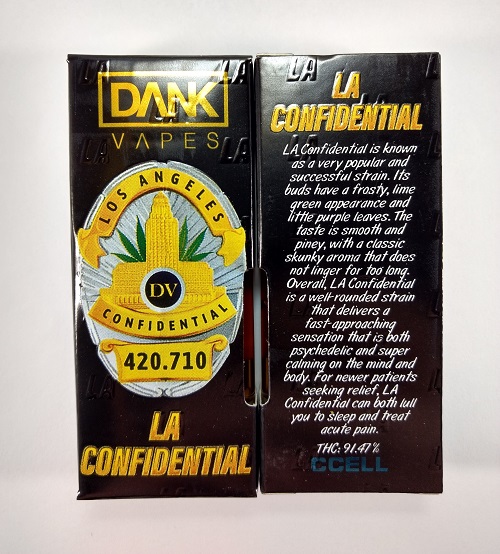 DANK
VAPES
LOS ANGELES
DV
CONFIDENTIAL
420.710
LA
CONFIDENTIAL
LA
CONFIDENTIAL
LA Confidential is known
as a very popular and
successful strain. Its
buds have a frosty, lime
green appearance and
little purple leaves. The
taste is smooth and
piney, with a classic
skunky aroma that does
not linger for too long.
Overall, LA Confidential
is a well-rounded strain
that delivers a
fast-approaching
sensation that is both
psychedelic and super
calming on the mind and
body. For newer patients
seeking relief, LA
Confidential can both lull
you to sleep and treat
acute pain.
THC: 91.47%
CCELL